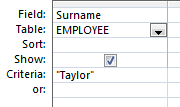 Field: Surname
Table: EMPLOYEE
Sort:
Show:
Criteria: "Taylor"
or: